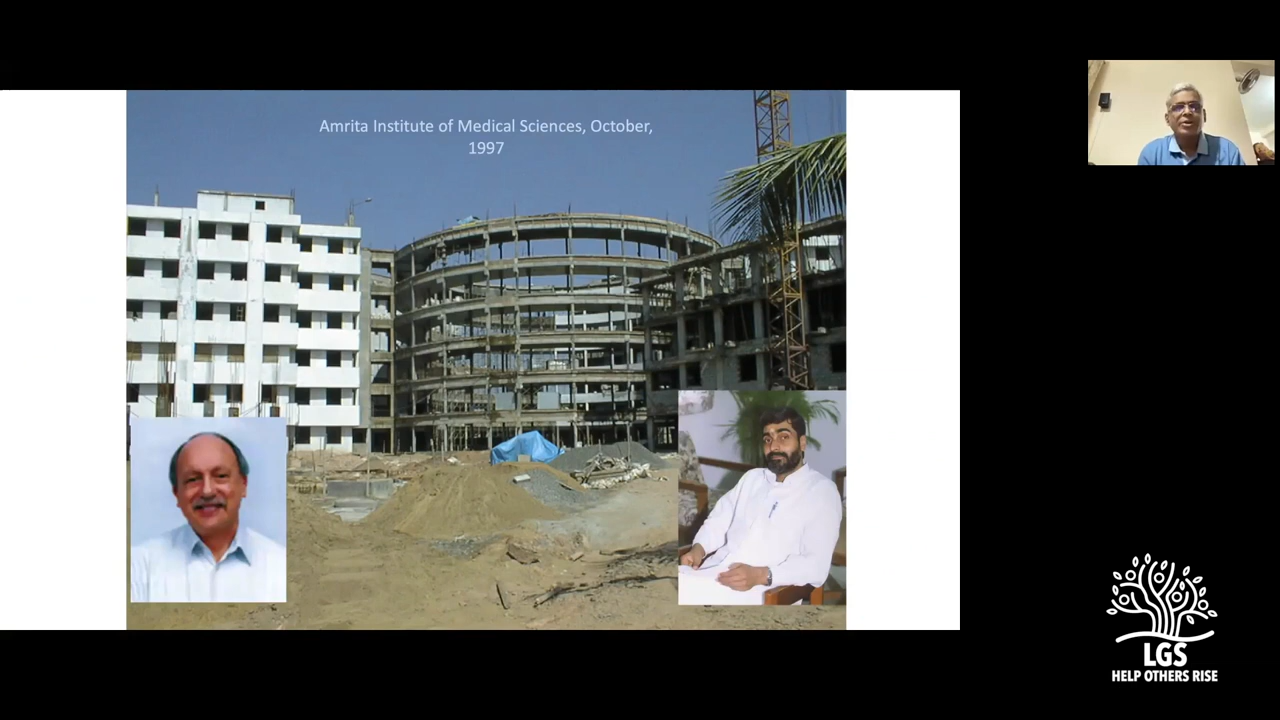 Amrita Institute of Medical Sciences, October,
1997
LGS
HELP OTHERS RISE